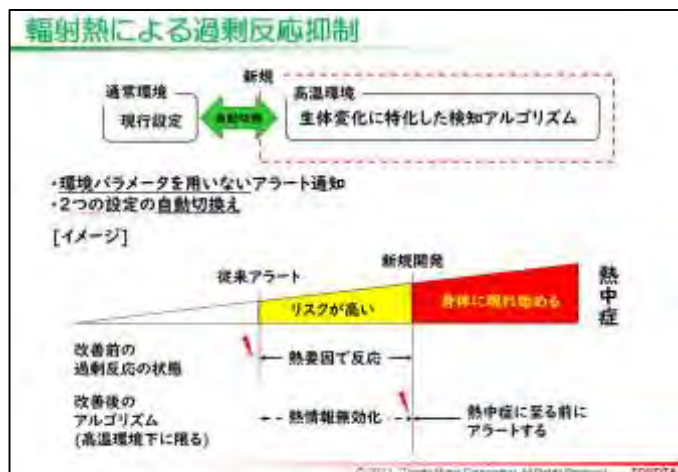 輻射熱による過剰反応抑制
新規
通常環境
高温環境
現行設定
自動切換
生体変化に特化した検知アルゴリズム
・環境パラメータを用いないアラート通知
・2つの設定の自動切換え
[イメージ]
新規開発
従来アラート
リスクが高い
身体に現れ始める
熱中症
改善前の
過剰反応の状態
熱要因で反応
改善後の
アルゴリズム
(高温環境下に限る)
熱情報無効化
熱中症に至る前に
アラートする
Toyota Motor Corporation. All Rights Reserved.
TOYOTA